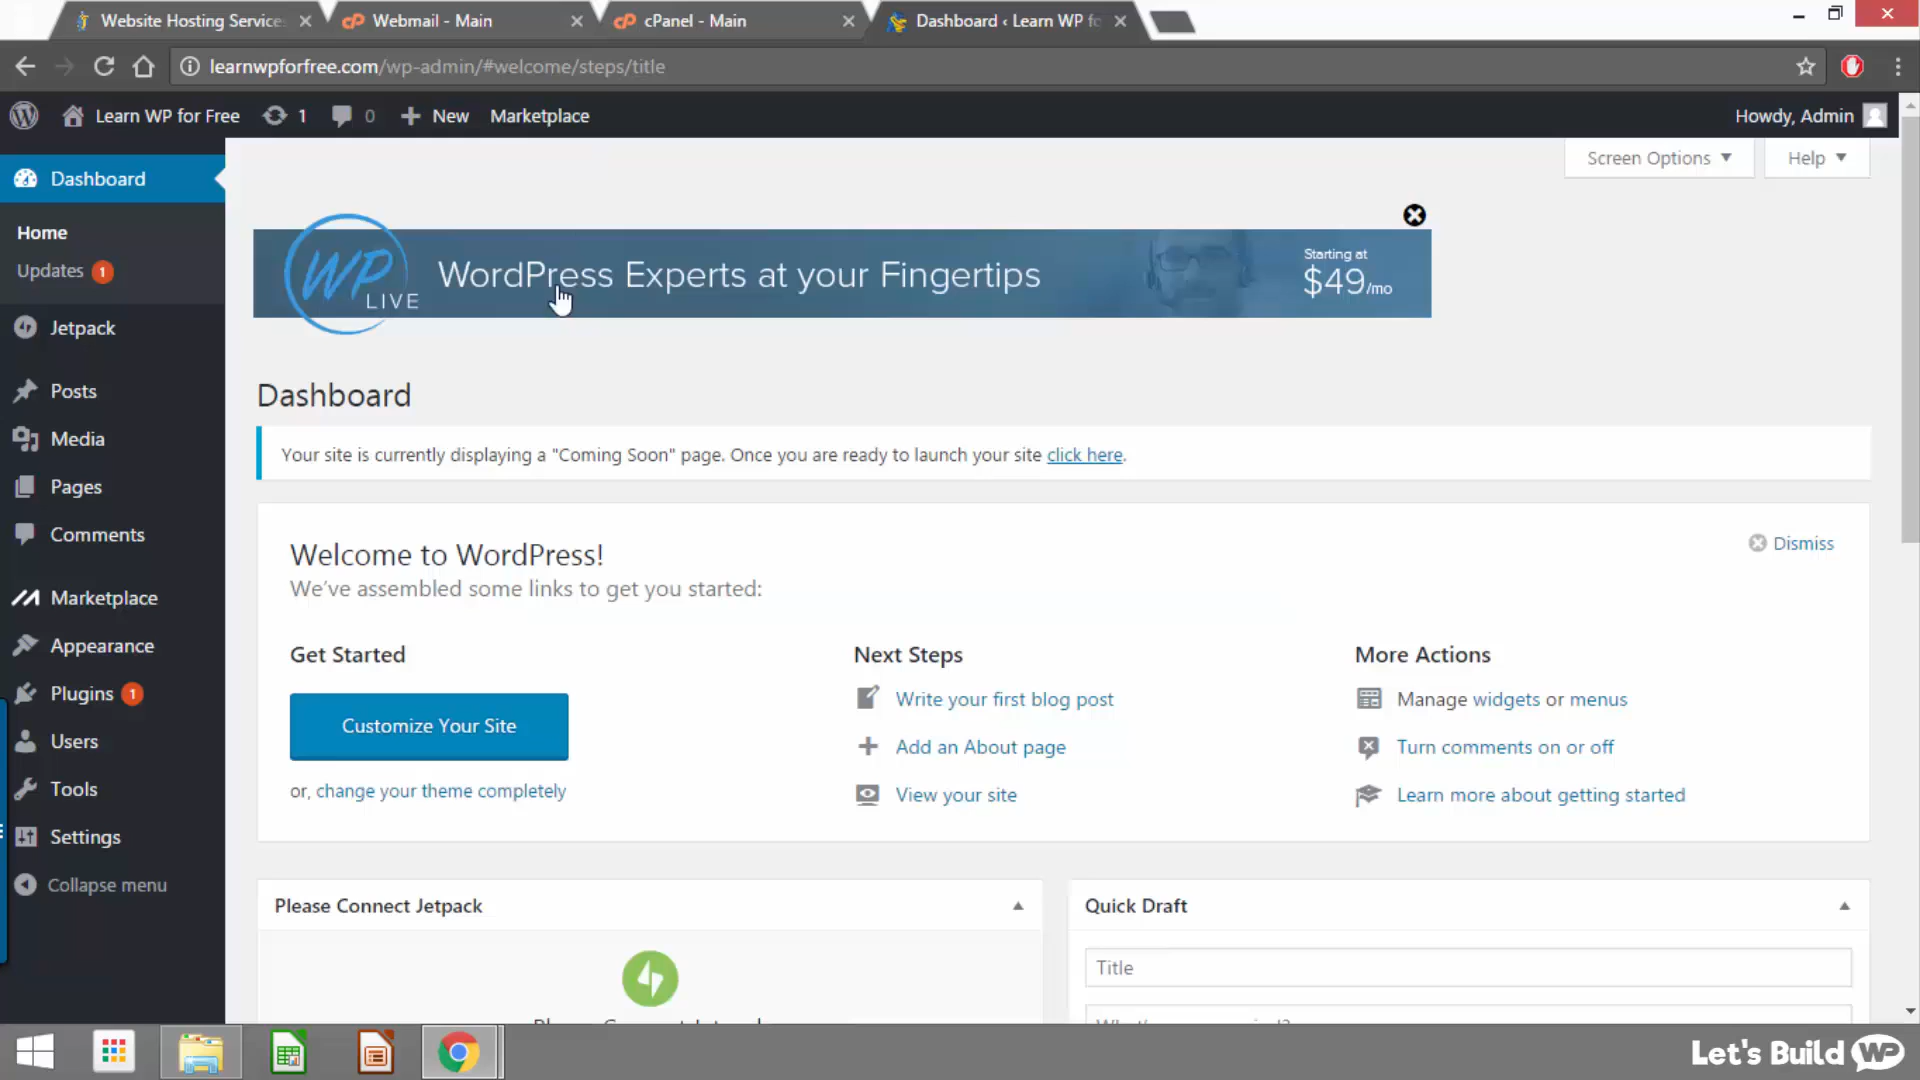 Website Hosting Service
Webmail - Main
cPanel - Main
Dashboard ‹ Learn WP fo
learnwpforfree.com/wp-admin/#welcome/steps/title
Learn WP for Free
1
0
New
Marketplace
Howdy, Admin
Dashboard
Home
Updates 1
Jetpack
Posts
Media
Pages
Comments
Marketplace
Appearance
Plugins 1
Users
Tools
Settings
Collapse menu
Screen Options
Help
WP LIVE
WordPress Experts at your Fingertips
Starting at
$49/mo
Dashboard
Your site is currently displaying a "Coming Soon" page. Once you are ready to launch your site click here.
Welcome to WordPress!
Dismiss
We've assembled some links to get you started:
Get Started
Customize Your Site
or, change your theme completely
Next Steps
Write your first blog post
Add an About page
View your site
More Actions
Manage widgets or menus
Turn comments on or off
Learn more about getting started
Please Connect Jetpack
Quick Draft
Title
Let's Build WP